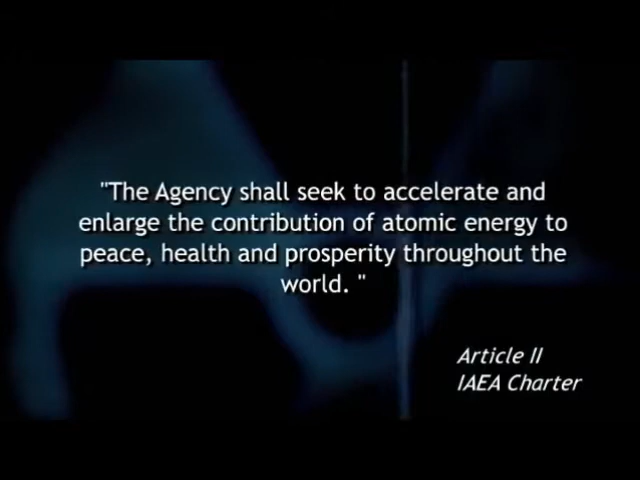 "The Agency shall seek to accelerate and
enlarge the contribution of atomic energy to
peace, health and prosperity throughout the
world. "
Article II
IAEA Charter